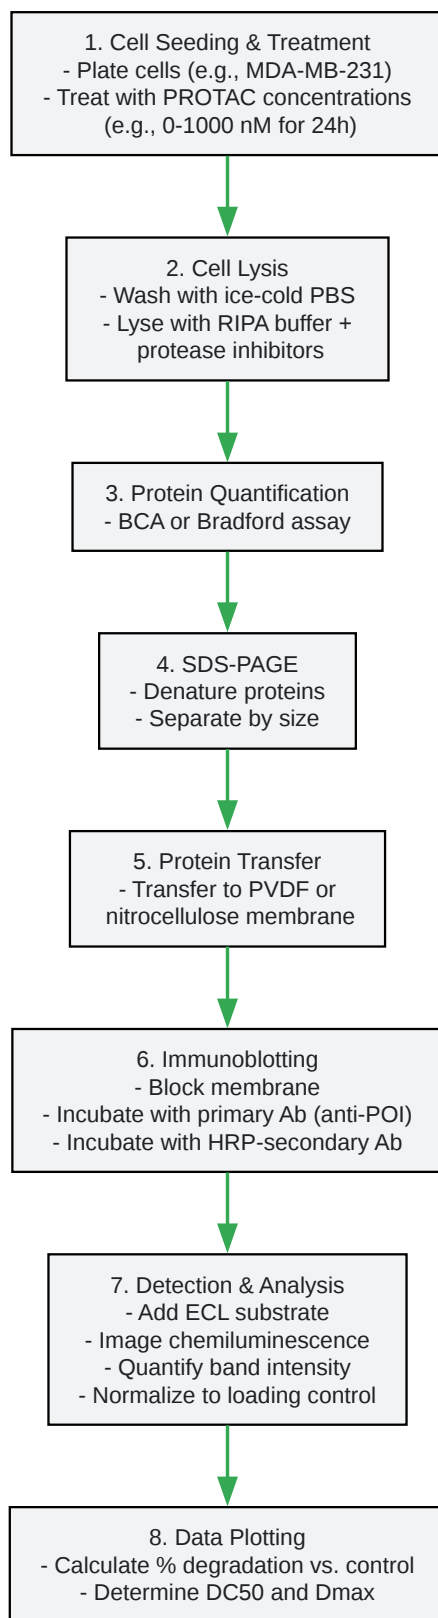 1. Cell Seeding & Treatment
- Plate cells (e.g., MDA-MB-231)
- Treat with PROTAC concentrations
(e.g., 0-1000 nM for 24h)
2. Cell Lysis
- Wash with ice-cold PBS
- Lyse with RIPA buffer +
protease inhibitors
3. Protein Quantification
- BCA or Bradford assay
4. SDS-PAGE
- Denature proteins
- Separate by size
5. Protein Transfer
- Transfer to PVDF or
nitrocellulose membrane
6. Immunoblotting
- Block membrane
- Incubate with primary Ab (anti-POI)
- Incubate with HRP-secondary Ab
7. Detection & Analysis
- Add ECL substrate
- Image chemiluminescence
- Quantify band intensity
- Normalize to loading control
8. Data Plotting
- Calculate % degradation vs. control
- Determine DC50 and Dmax